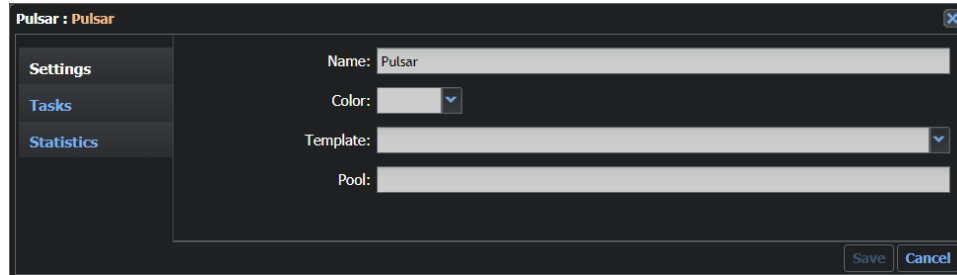 Pulsar : Pulsar
Settings
Tasks
Statistics
Name: Pulsar
Color:
Template:
Pool:
Save Cancel